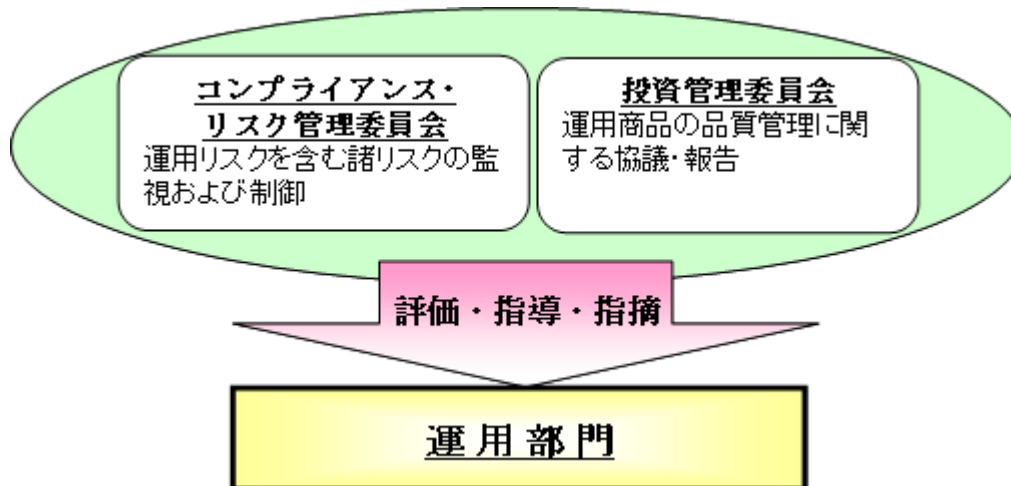 コンプライアンス・
リスク管理委員会
運用リスクを含む諸リスクの監
視および制御
投資管理委員会
運用商品の品質管理に関
する協議・報告
評価・指導・指摘
運用部門